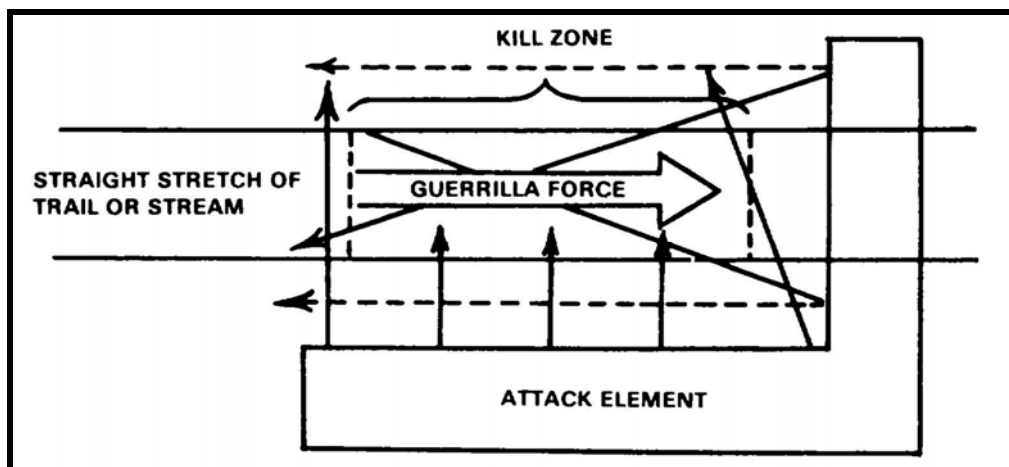 KILL ZONE
STRAIGHT STRETCH OF
TRAIL OR STREAM
GUERRILLA FORCE
ATTACK ELEMENT